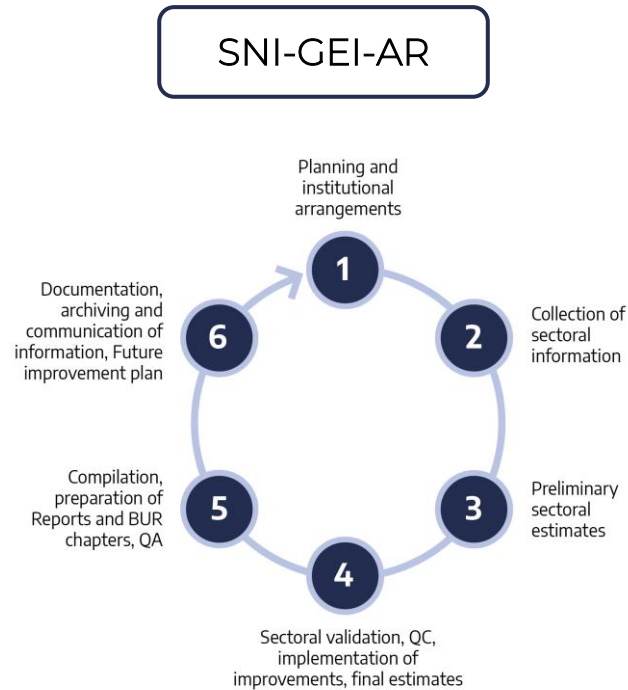 SNI-GEI-AR
Planning and
institutional
arrangements
1
2
Collection of
sectoral
information
3
Preliminary
sectoral
estimates
4
Sectoral validation, QC,
implementation of
improvements, final estimates
5
Compilation,
preparation of
Reports and BUR
chapters, QA
6
Documentation,
archiving and
communication of
information, Future
improvement plan